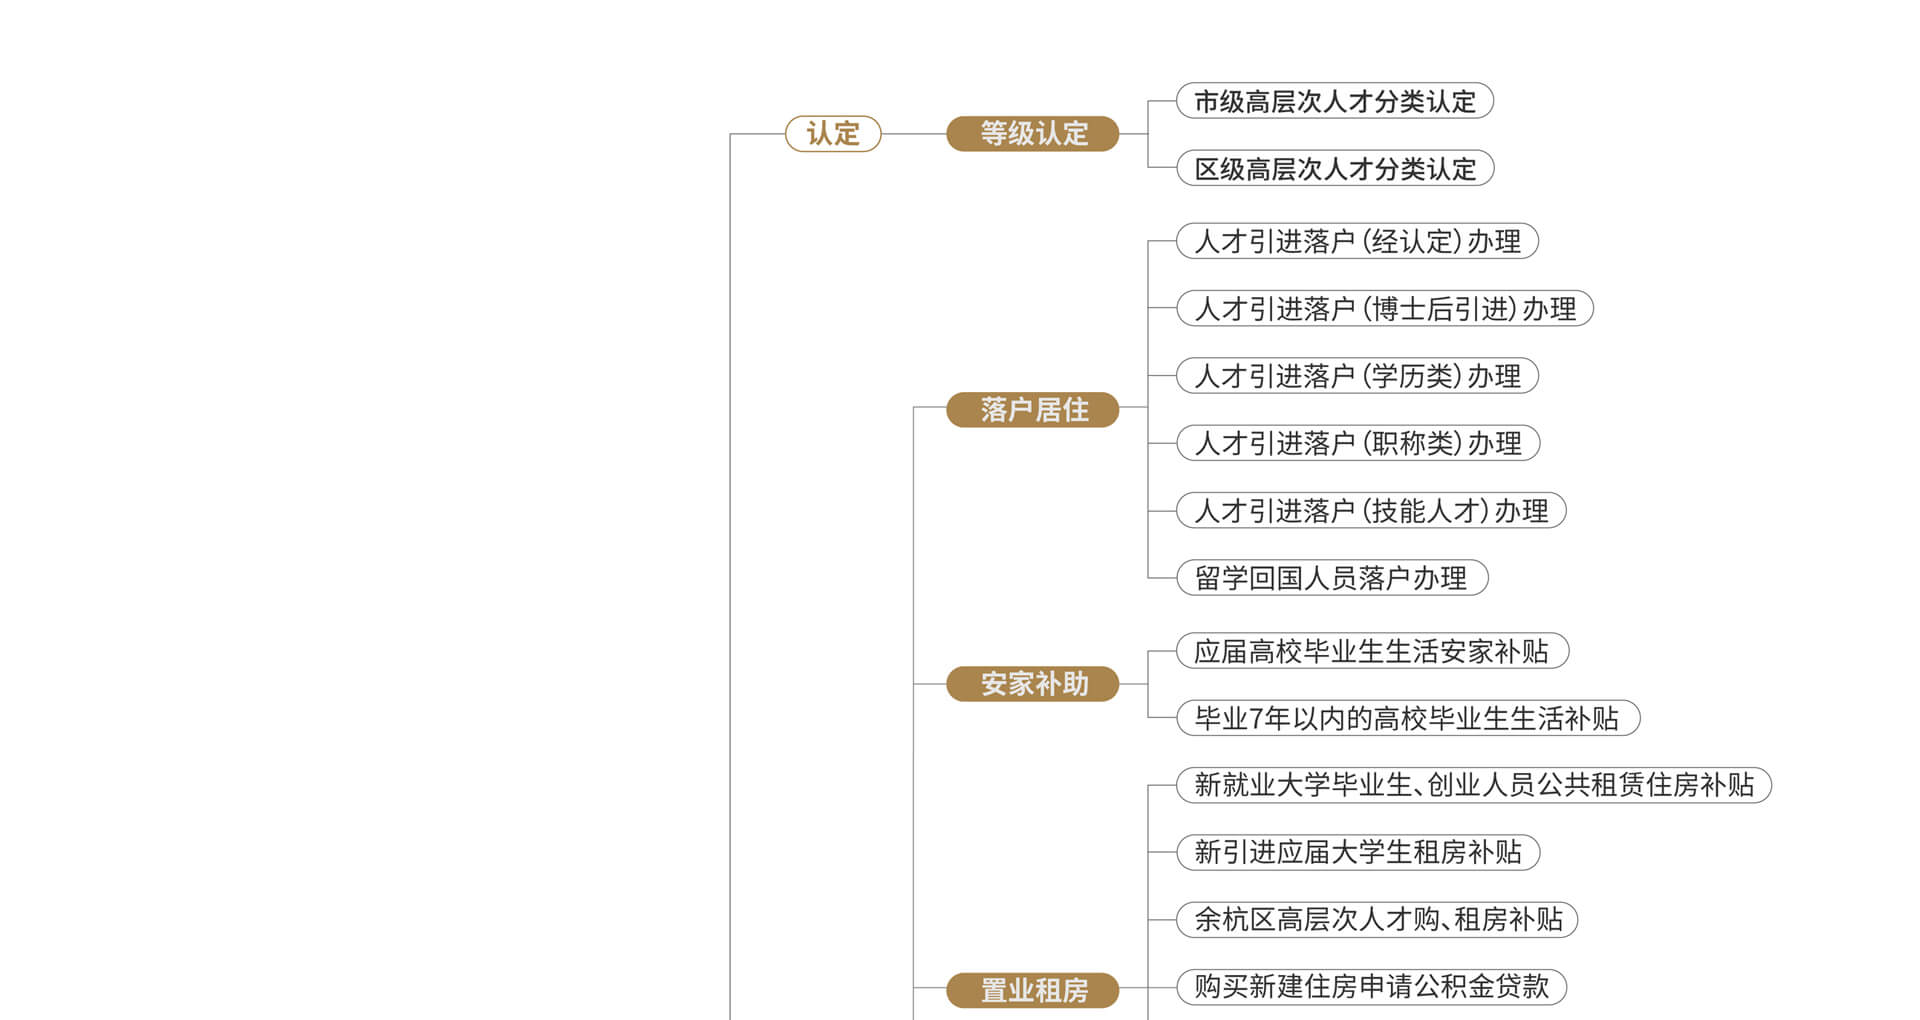 认定
等级认定
市级高层次人才分类认定
区级高层次人才分类认定
落户居住
人才引进落户（经认定）办理
人才引进落户（博士后引进）办理
人才引进落户（学历类）办理
人才引进落户（职称类）办理
人才引进落户（技能人才）办理
留学回国人员落户办理
安家补助
应届高校毕业生生活安家补贴
毕业7年以内的高校毕业生生活补贴
置业租房
新就业大学毕业生、创业人员公共租赁住房补贴
新引进应届大学生租房补贴
余杭区高层次人才购、租房补贴
购买新建住房申请公积金贷款